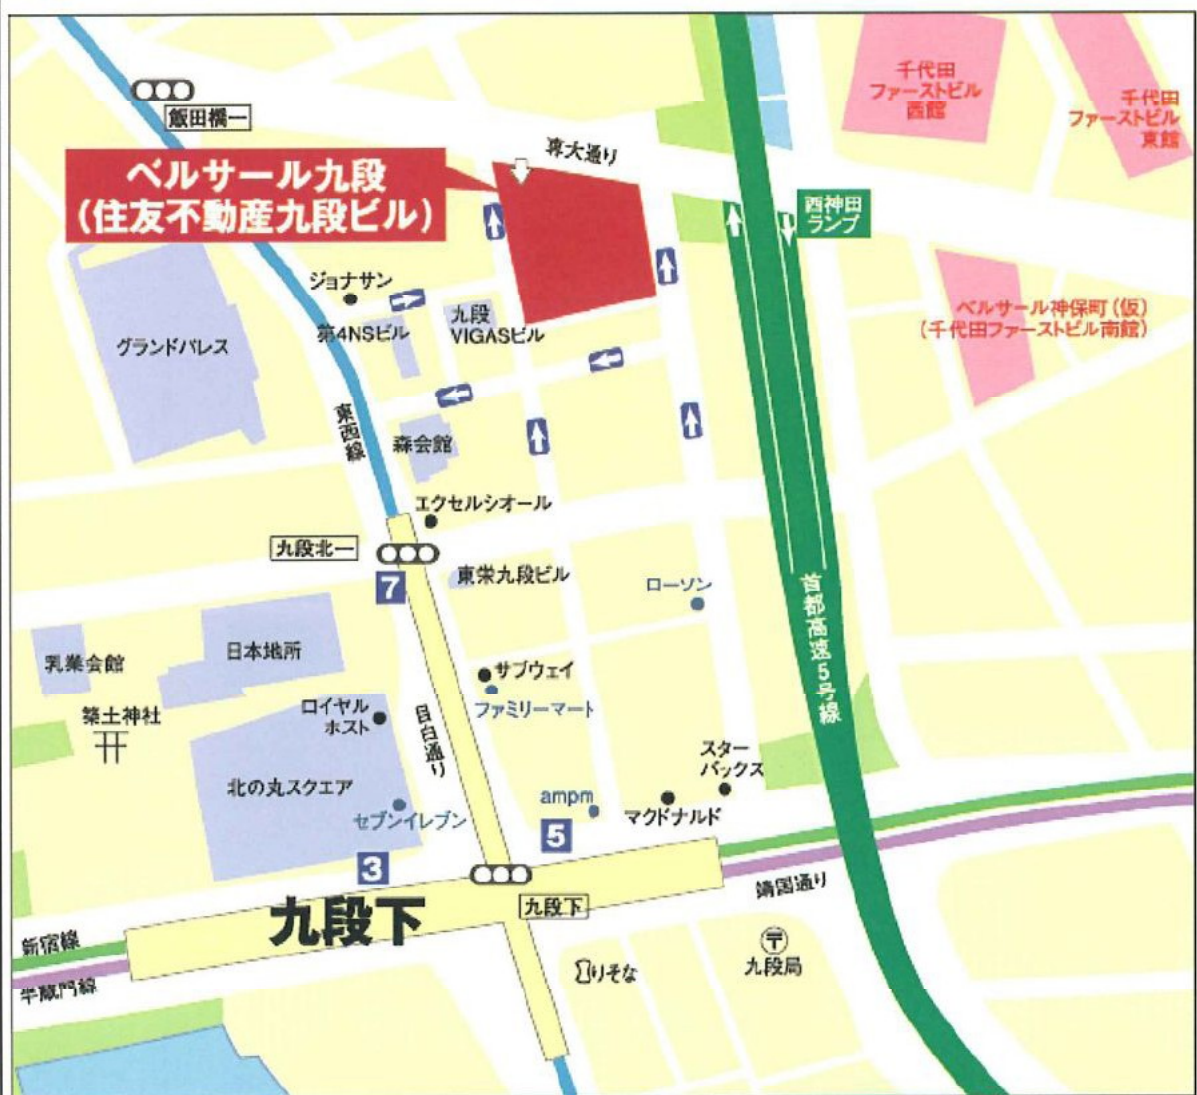 飯田橋一
千代田
ファーストビル
西館
千代田
ファーストビル
東館
専大通り
ベルサール九段
(住友不動産九段ビル)
西神田
ランプ
ジョナサン
第4NSビル
九段
VIGASビル
ベルサール神保町(仮)
(千代田ファーストビル南館)
グランドパレス
東西線
森会館
エクセルシオール
九段北一
7
東栄九段ビル
ローソン
首都高速5号線
乳業会館
日本地所
サブウェイ
ファミリーマート
築土神社
ロイヤル
ホスト
目白通り
北の丸スクエア
セブンイレブン
スター
バックス
ampm
マクドナルド
5
3
九段下
九段下
靖国通り
新宿線
半蔵門線
りそな
〒
九段局